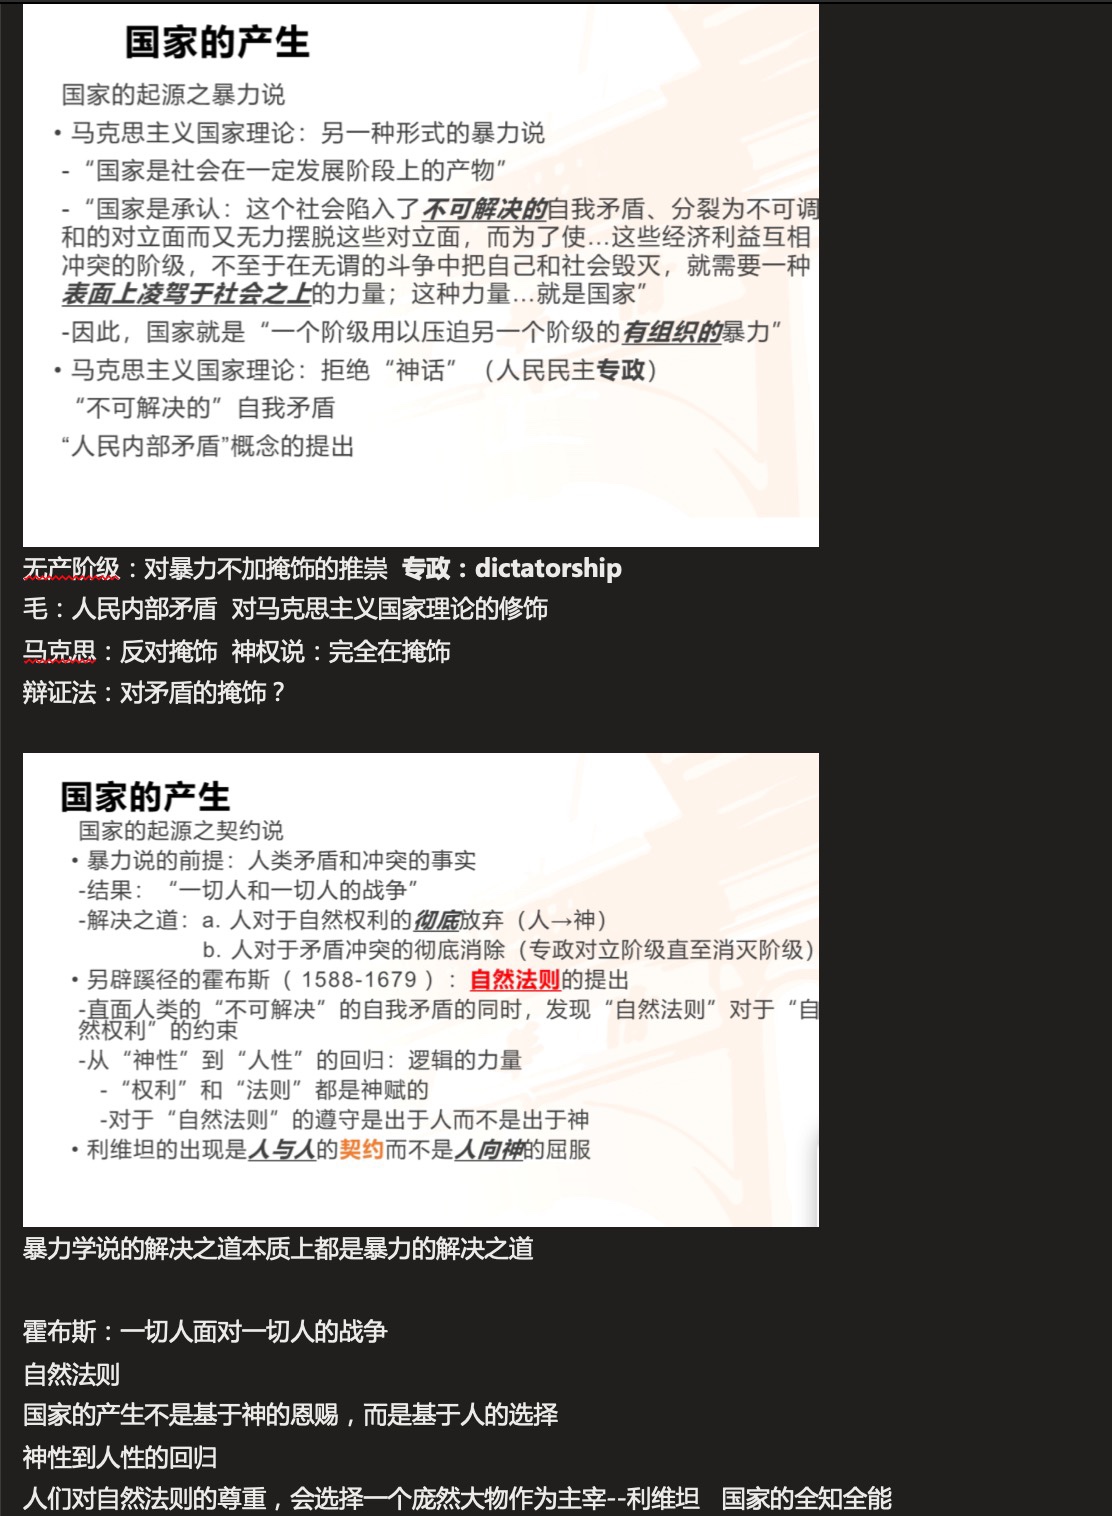 国家的产生
国家的起源之暴力说
• 马克思主义国家理论：另一种形式的暴力说
-“国家是社会在一定发展阶段上的产物”
-“国家是承认：这个社会陷入了不可解决的自我矛盾、分裂为不可调
和的对立面而又无力摆脱这些对立面，而为了使…这些经济利益互相
冲突的阶级，不至于在无谓的斗争中把自己和社会毁灭，就需要一种
表面上凌驾于社会之上的力量；这种力量…就是国家”
-因此，国家就是“一个阶级用以压迫另一个阶级的有组织的暴力”
• 马克思主义国家理论：拒绝“神话”（人民民主专政）
“不可解决的”自我矛盾
“人民内部矛盾”概念的提出
无产阶级：对暴力不加掩饰的推崇 专政：dictatorship
毛：人民内部矛盾 对马克思主义国家理论的修饰
马克思：反对掩饰 神权说：完全在掩饰
辩证法：对矛盾的掩饰？
国家的产生
国家的起源之契约说
• 暴力说的前提：人类矛盾和冲突的事实
-结果：“一切人和一切人的战争”
-解决之道：a. 人对于自然权利的彻底放弃（人→神）
b. 人对于矛盾冲突的彻底消除（专政对立阶级直至消灭阶级）
• 另辟蹊径的霍布斯（1588-1679）：自然法则的提出
-直面人类的“不可解决”的自我矛盾的同时，发现“自然法则”对于“自
然权利”的约束
-从“神性”到“人性”的回归：逻辑的力量
-“权利”和“法则”都是神赋的
-对于“自然法则”的遵守是出于人而不是出于神
• 利维坦的出现是人与人的契约而不是人向神的屈服
暴力学说的解决之道本质上都是暴力的解决之道
霍布斯：一切人面对一切人的战争
自然法则
国家的产生不是基于神的恩赐，而是基于人的选择
神性到人性的回归
人们对自然法则的尊重，会选择一个庞然大物作为主宰--利维坦 国家的全知全能